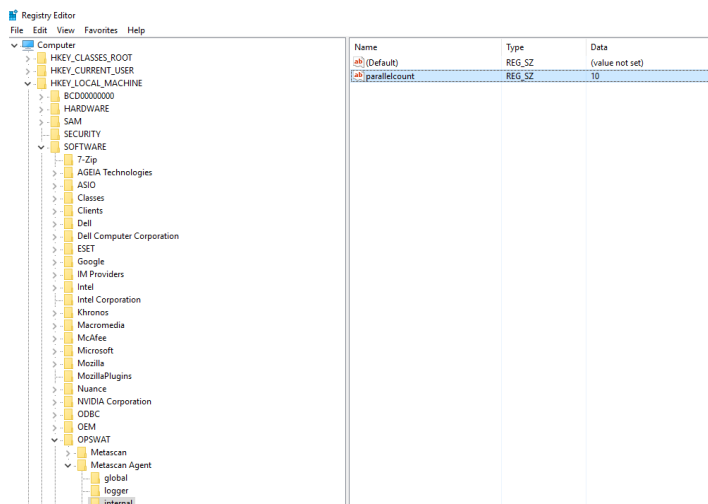 Registry Editor
File Edit View Favorites Help
Computer
HKEY_CLASSES_ROOT
HKEY_CURRENT_USER
HKEY_LOCAL_MACHINE
BCD00000000
HARDWARE
SAM
SECURITY
SOFTWARE
7-Zip
AGEIA Technologies
ASIO
Classes
Clients
Dell
Dell Computer Corporation
ESET
Google
IM Providers
Intel
Intel Corporation
Khronos
Macromedia
McAfee
Microsoft
Mozilla
MozillaPlugins
Nuance
NVIDIA Corporation
ODBC
OEM
OPSWAT
Metascan
Metascan Agent
global
logger
internal
Name Type Data
ab (Default) REG_SZ (value not set)
ab parallelcount REG_SZ 10